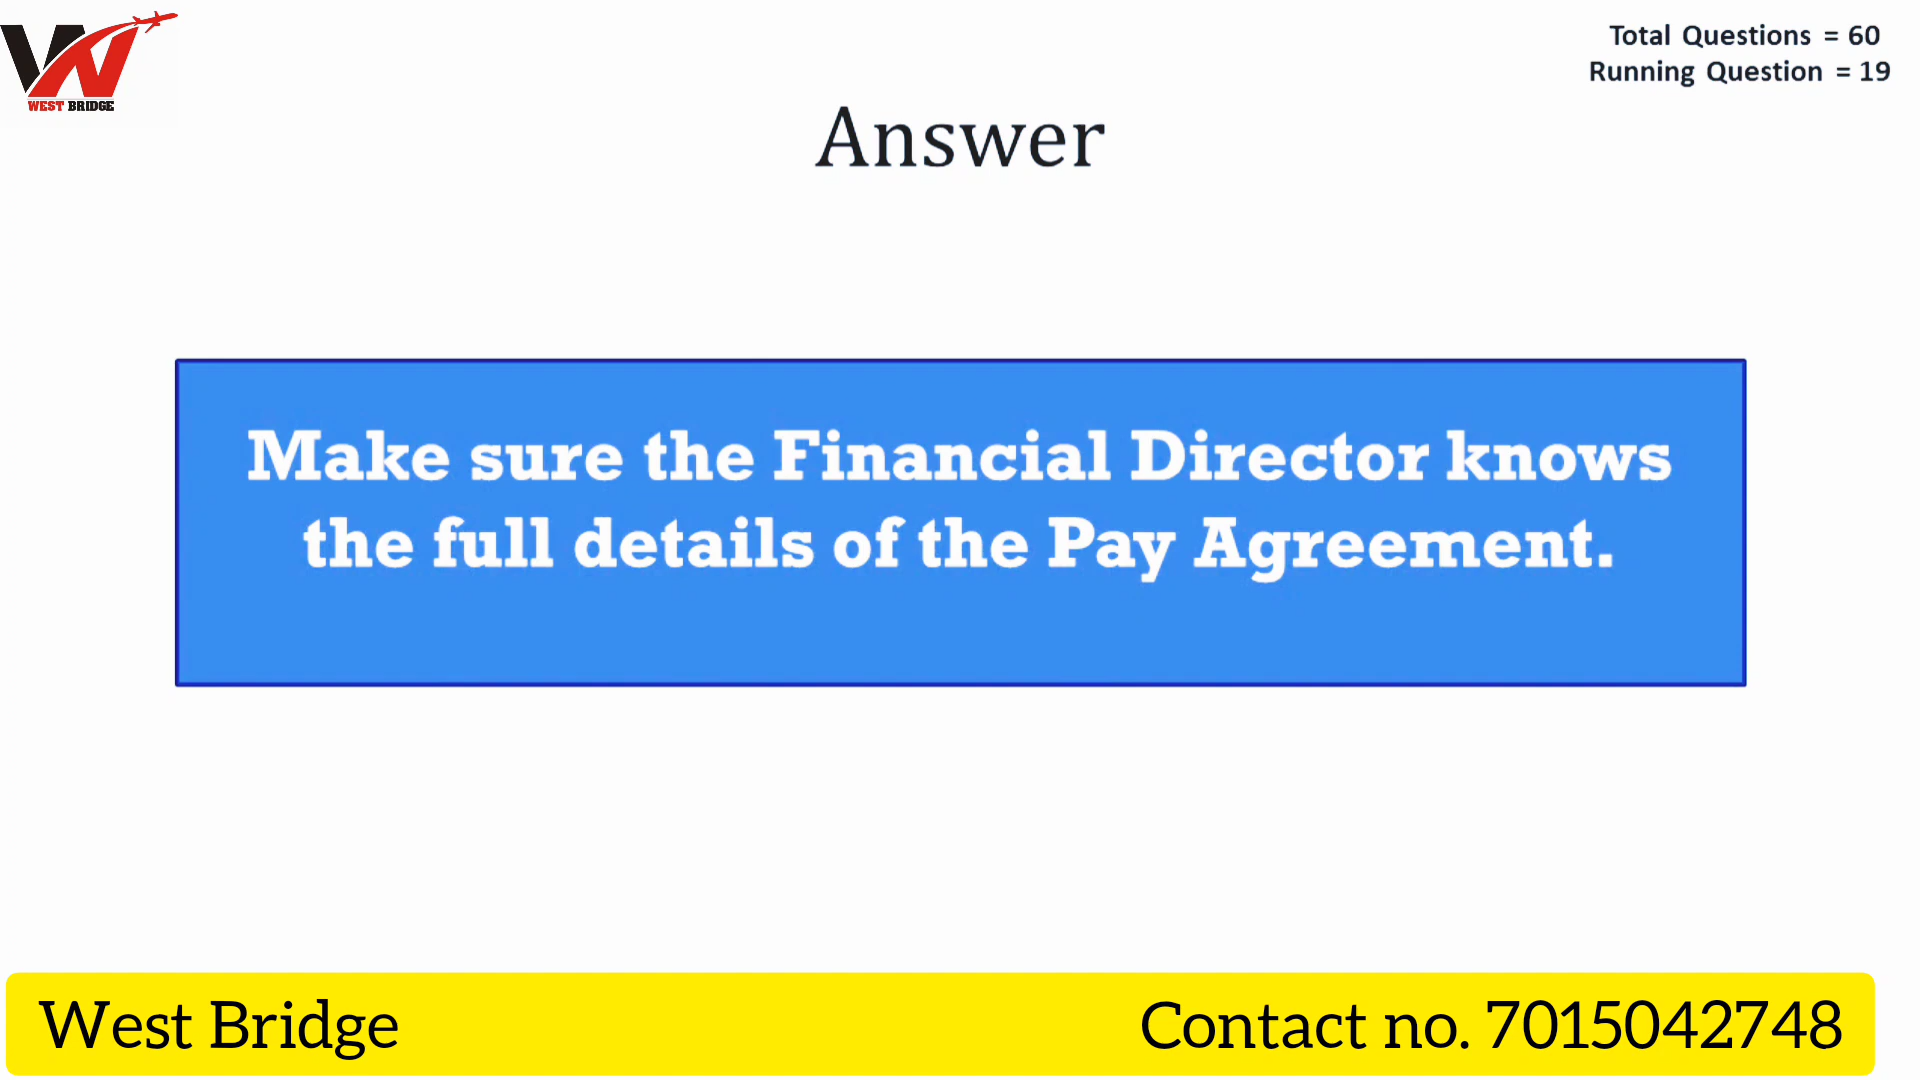 WEST BRIDGE
Total Questions = 60
Running Question = 19
Answer
Make sure the Financial Director knows
the full details of the Pay Agreement.
West Bridge
Contact no. 7015042748